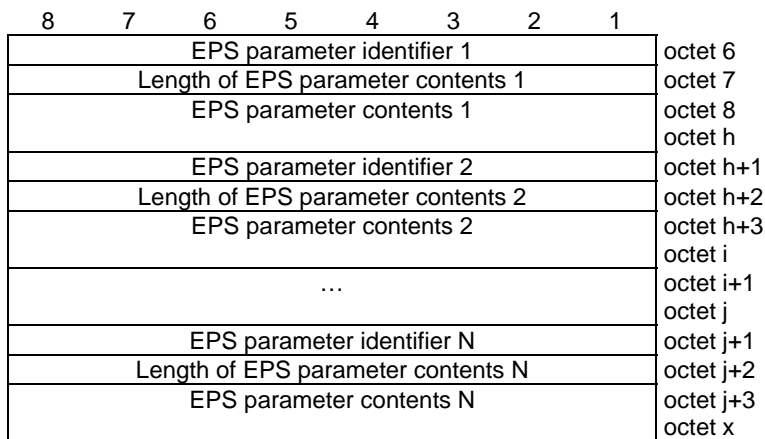 8 7 6 5 4 3 2 1
EPS parameter identifier 1 octet 6
Length of EPS parameter contents 1 octet 7
EPS parameter contents 1 octet 8
octet h
EPS parameter identifier 2 octet h+1
Length of EPS parameter contents 2 octet h+2
EPS parameter contents 2 octet h+3
octet i
… octet i+1
octet j
EPS parameter identifier N octet j+1
Length of EPS parameter contents N octet j+2
EPS parameter contents N octet j+3
octet x